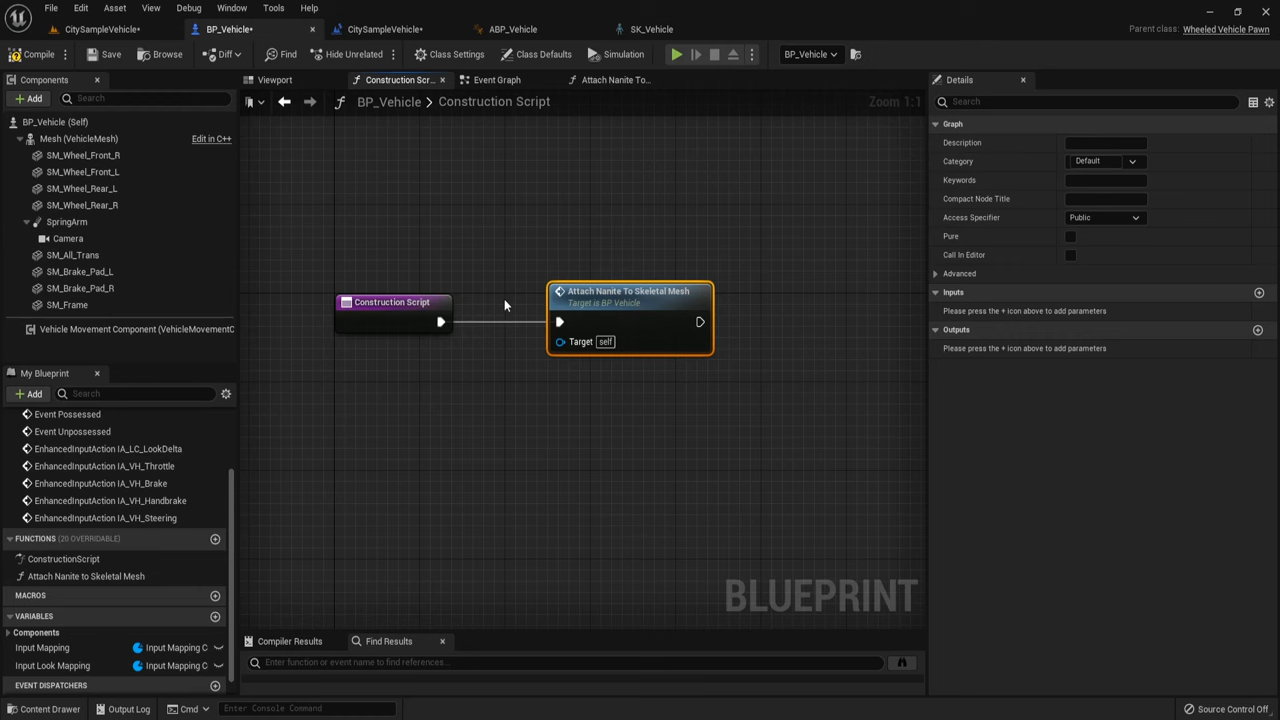 File Edit Asset View Debug Window Tools Help
CitySampleVehicle* BP_Vehicle* CitySampleVehicle* ABP_Vehicle SK_Vehicle Parent class: Wheeled Vehicle Pawn
Compile Save Browse Diff Find Hide Unrelated Class Settings Class Defaults Simulation BP_Vehicle
Components Viewport Construction Scr... Event Graph Attach Nanite To... Details
Add Search BP_Vehicle Construction Script Zoom 1:1 Search
BP_Vehicle (Self)
Mesh (VehicleMesh) Edit in C++
SM_Wheel_Front_R
SM_Wheel_Front_L
SM_Wheel_Rear_L
SM_Wheel_Rear_R
SpringArm
Camera
SM_All_Trans
SM_Brake_Pad_L
SM_Brake_Pad_R
SM_Frame
Vehicle Movement Component (VehicleMovementC
My Blueprint
Add Search
Event Possessed
Event Unpossessed
EnhancedInputAction IA_LC_LookDelta
EnhancedInputAction IA_VH_Throttle
EnhancedInputAction IA_VH_Brake
EnhancedInputAction IA_VH_Handbrake
EnhancedInputAction IA_VH_Steering
FUNCTIONS (20 OVERRIDABLE)
ConstructionScript
Attach Nanite to Skeletal Mesh
MACROS
VARIABLES
Components
Input Mapping Input Mapping C
Input Look Mapping Input Mapping C
EVENT DISPATCHERS
Construction Script
Attach Nanite To Skeletal Mesh
Target is BP Vehicle
Target self
BLUEPRINT
Compiler Results Find Results
Enter function or event name to find references...
Graph
Description
Category Default
Keywords
Compact Node Title
Access Specifier Public
Pure
Call In Editor
Advanced
Inputs
Please press the + icon above to add parameters
Outputs
Please press the + icon above to add parameters
Content Drawer Output Log Cmd Enter Console Command Source Control Off